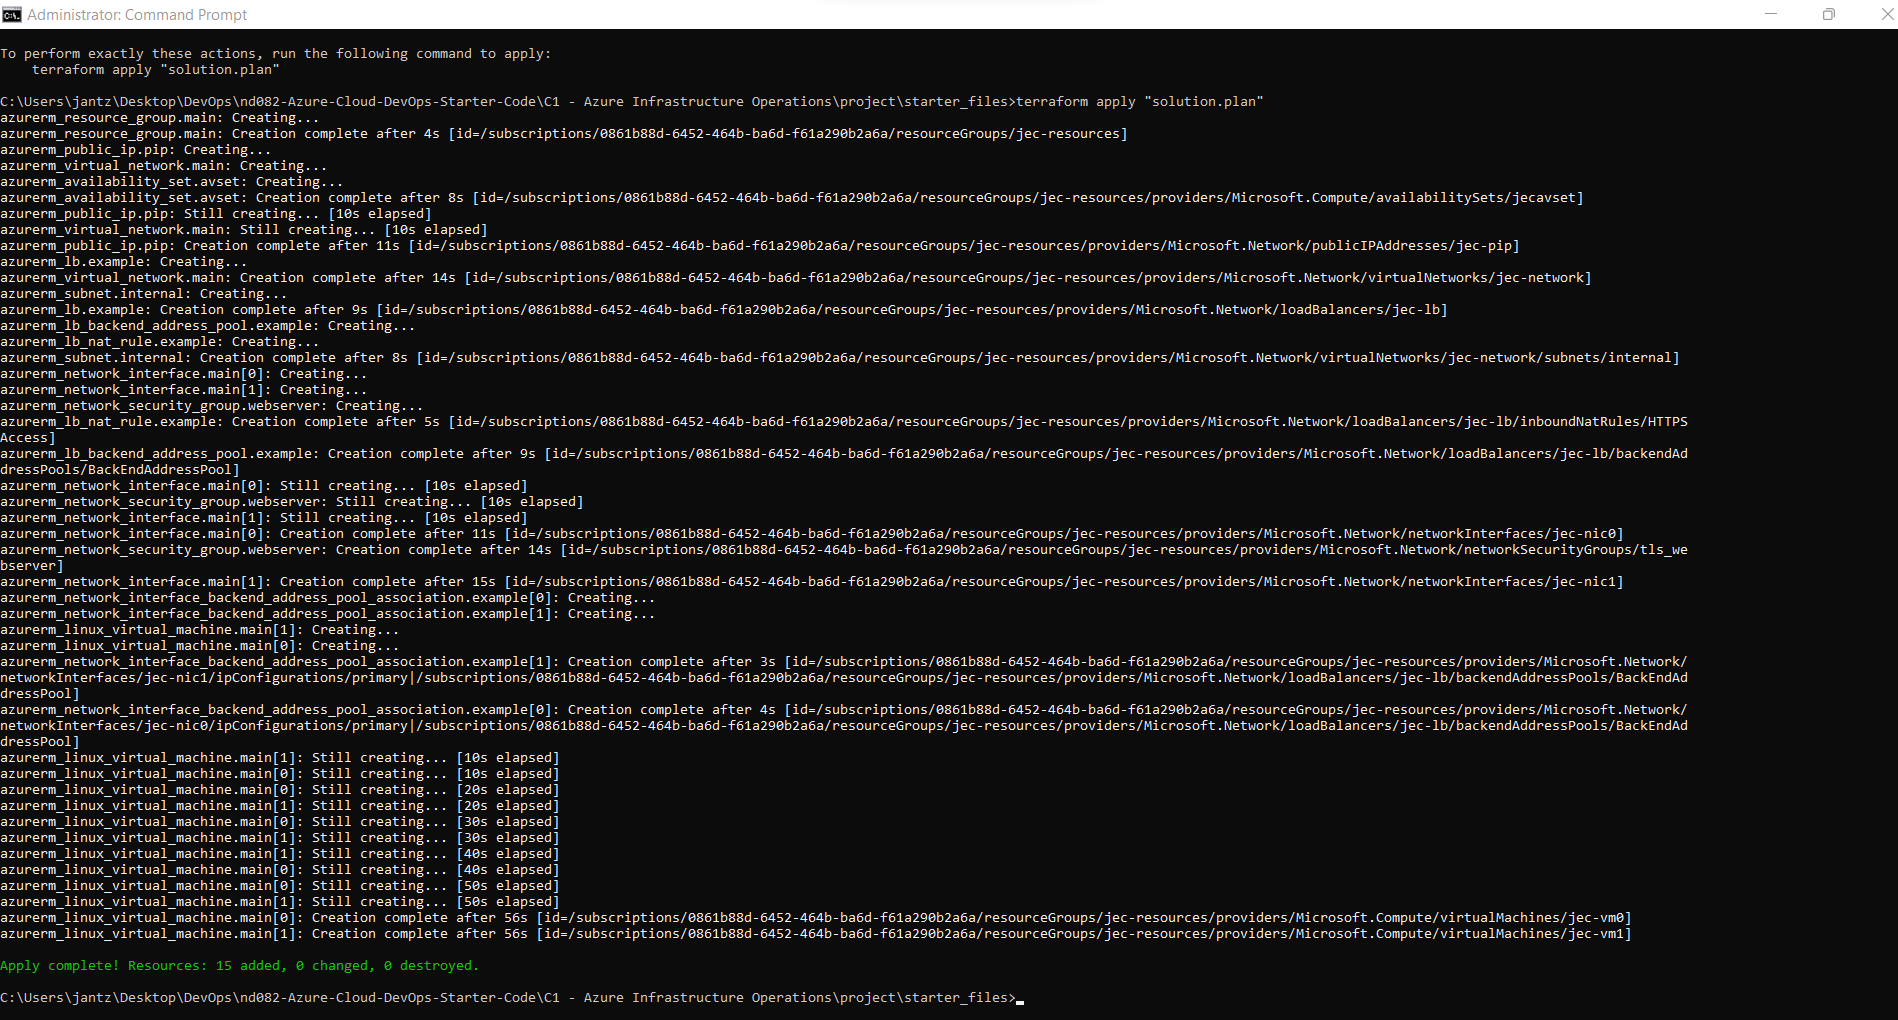 Administrator: Command Prompt
To perform exactly these actions, run the following command to apply:
    terraform apply "solution.plan"
C:\Users\jantz\Desktop\DevOps\nd082-Azure-Cloud-DevOps-Starter-Code\C1 - Azure Infrastructure Operations\project\starter_files>terraform apply "solution.plan"
azurerm_resource_group.main: Creating...
azurerm_resource_group.main: Creation complete after 4s [id=/subscriptions/0861b88d-6452-464b-ba6d-f61a290b2a6a/resourceGroups/jec-resources]
azurerm_public_ip.pip: Creating...
azurerm_virtual_network.main: Creating...
azurerm_availability_set.avset: Creating...
azurerm_availability_set.avset: Creation complete after 8s [id=/subscriptions/0861b88d-6452-464b-ba6d-f61a290b2a6a/resourceGroups/jec-resources/providers/Microsoft.Compute/availabilitySets/jecavset]
azurerm_public_ip.pip: Still creating... [10s elapsed]
azurerm_virtual_network.main: Still creating... [10s elapsed]
azurerm_public_ip.pip: Creation complete after 11s [id=/subscriptions/0861b88d-6452-464b-ba6d-f61a290b2a6a/resourceGroups/jec-resources/providers/Microsoft.Network/publicIPAddresses/jec-pip]
azurerm_lb.example: Creating...
azurerm_virtual_network.main: Creation complete after 14s [id=/subscriptions/0861b88d-6452-464b-ba6d-f61a290b2a6a/resourceGroups/jec-resources/providers/Microsoft.Network/virtualNetworks/jec-network]
azurerm_subnet.internal: Creating...
azurerm_lb.example: Creation complete after 9s [id=/subscriptions/0861b88d-6452-464b-ba6d-f61a290b2a6a/resourceGroups/jec-resources/providers/Microsoft.Network/loadBalancers/jec-lb]
azurerm_lb_backend_address_pool.example: Creating...
azurerm_lb_nat_rule.example: Creating...
azurerm_subnet.internal: Creation complete after 8s [id=/subscriptions/0861b88d-6452-464b-ba6d-f61a290b2a6a/resourceGroups/jec-resources/providers/Microsoft.Network/virtualNetworks/jec-network/subnets/internal]
azurerm_network_interface.main[0]: Creating...
azurerm_network_interface.main[1]: Creating...
azurerm_network_security_group.webserver: Creating...
azurerm_lb_nat_rule.example: Creation complete after 5s [id=/subscriptions/0861b88d-6452-464b-ba6d-f61a290b2a6a/resourceGroups/jec-resources/providers/Microsoft.Network/loadBalancers/jec-lb/inboundNatRules/HTTPS
Access]
azurerm_lb_backend_address_pool.example: Creation complete after 9s [id=/subscriptions/0861b88d-6452-464b-ba6d-f61a290b2a6a/resourceGroups/jec-resources/providers/Microsoft.Network/loadBalancers/jec-lb/backendAd
dressPools/BackEndAddressPool]
azurerm_network_interface.main[0]: Still creating... [10s elapsed]
azurerm_network_security_group.webserver: Still creating... [10s elapsed]
azurerm_network_interface.main[1]: Still creating... [10s elapsed]
azurerm_network_interface.main[0]: Creation complete after 11s [id=/subscriptions/0861b88d-6452-464b-ba6d-f61a290b2a6a/resourceGroups/jec-resources/providers/Microsoft.Network/networkInterfaces/jec-nic0]
azurerm_network_security_group.webserver: Creation complete after 14s [id=/subscriptions/0861b88d-6452-464b-ba6d-f61a290b2a6a/resourceGroups/jec-resources/providers/Microsoft.Network/networkSecurityGroups/tls_we
bserver]
azurerm_network_interface.main[1]: Creation complete after 15s [id=/subscriptions/0861b88d-6452-464b-ba6d-f61a290b2a6a/resourceGroups/jec-resources/providers/Microsoft.Network/networkInterfaces/jec-nic1]
azurerm_network_interface_backend_address_pool_association.example[0]: Creating...
azurerm_network_interface_backend_address_pool_association.example[1]: Creating...
azurerm_linux_virtual_machine.main[1]: Creating...
azurerm_linux_virtual_machine.main[0]: Creating...
azurerm_network_interface_backend_address_pool_association.example[1]: Creation complete after 3s [id=/subscriptions/0861b88d-6452-464b-ba6d-f61a290b2a6a/resourceGroups/jec-resources/providers/Microsoft.Network/
networkInterfaces/jec-nic1/ipConfigurations/primary|/subscriptions/0861b88d-6452-464b-ba6d-f61a290b2a6a/resourceGroups/jec-resources/providers/Microsoft.Network/loadBalancers/jec-lb/backendAddressPools/BackEndAd
dressPool]
azurerm_network_interface_backend_address_pool_association.example[0]: Creation complete after 4s [id=/subscriptions/0861b88d-6452-464b-ba6d-f61a290b2a6a/resourceGroups/jec-resources/providers/Microsoft.Network/
networkInterfaces/jec-nic0/ipConfigurations/primary|/subscriptions/0861b88d-6452-464b-ba6d-f61a290b2a6a/resourceGroups/jec-resources/providers/Microsoft.Network/loadBalancers/jec-lb/backendAddressPools/BackEndAd
dressPool]
azurerm_linux_virtual_machine.main[1]: Still creating... [10s elapsed]
azurerm_linux_virtual_machine.main[0]: Still creating... [10s elapsed]
azurerm_linux_virtual_machine.main[0]: Still creating... [20s elapsed]
azurerm_linux_virtual_machine.main[1]: Still creating... [20s elapsed]
azurerm_linux_virtual_machine.main[0]: Still creating... [30s elapsed]
azurerm_linux_virtual_machine.main[1]: Still creating... [30s elapsed]
azurerm_linux_virtual_machine.main[1]: Still creating... [40s elapsed]
azurerm_linux_virtual_machine.main[0]: Still creating... [40s elapsed]
azurerm_linux_virtual_machine.main[0]: Still creating... [50s elapsed]
azurerm_linux_virtual_machine.main[1]: Still creating... [50s elapsed]
azurerm_linux_virtual_machine.main[0]: Creation complete after 56s [id=/subscriptions/0861b88d-6452-464b-ba6d-f61a290b2a6a/resourceGroups/jec-resources/providers/Microsoft.Compute/virtualMachines/jec-vm0]
azurerm_linux_virtual_machine.main[1]: Creation complete after 56s [id=/subscriptions/0861b88d-6452-464b-ba6d-f61a290b2a6a/resourceGroups/jec-resources/providers/Microsoft.Compute/virtualMachines/jec-vm1]
Apply complete! Resources: 15 added, 0 changed, 0 destroyed.
C:\Users\jantz\Desktop\DevOps\nd082-Azure-Cloud-DevOps-Starter-Code\C1 - Azure Infrastructure Operations\project\starter_files>